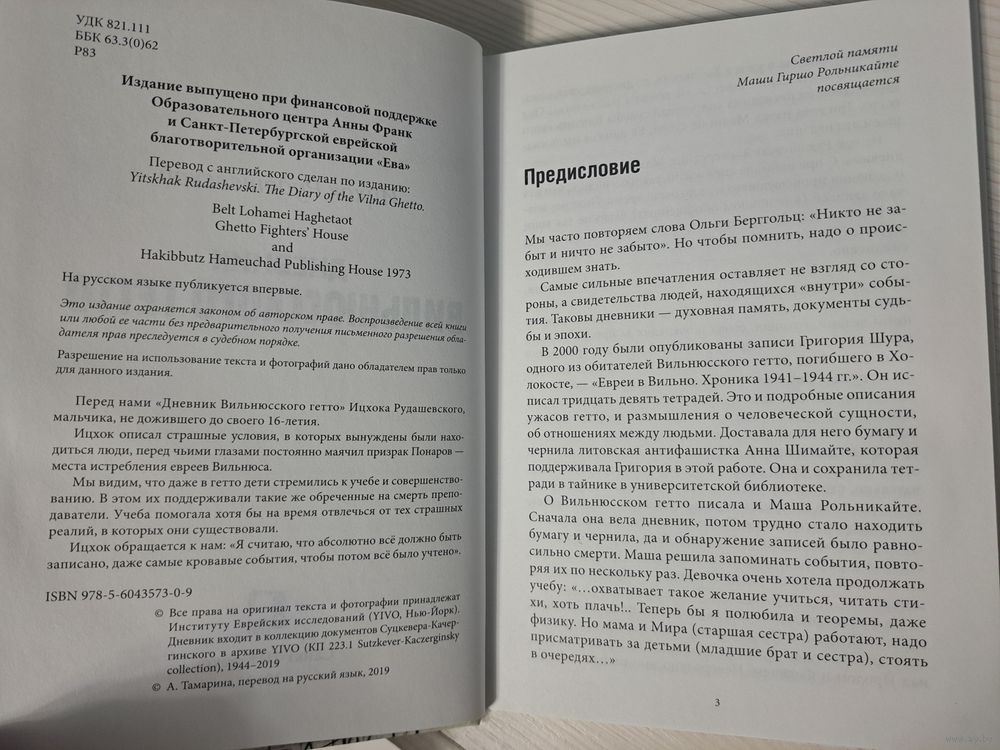 УДК 821.111
ББК 63.3(0)62
Р83
Издание выпущено при финансовой поддержке
Образовательного центра Анны Франк
и Санкт-Петербургской еврейской
благотворительной организации «Ева»
Перевод с английского сделан по изданию:
Yitskhak Rudashevski. The Diary of the Vilna Ghetto.
Belt Lohamei Haghetaot
Ghetto Fighters' House
and
Hakibbutz Hameuchad Publishing House 1973
На русском языке публикуется впервые.
Это издание охраняется законом об авторском праве. Воспроизведение всей книги
или любой ее части без предварительного получения письменного разрешения обла-
дателя прав преследуется в судебном порядке.
Разрешение на использование текста и фотографий дано обладателем прав только
для данного издания.
Перед нами «Дневник Вильнюсского гетто» Ицхока Рудашевского,
мальчика, не дожившего до своего 16-летия.
Ицхок описал страшные условия, в которых вынуждены были нахо-
диться люди, перед чьими глазами постоянно маячил призрак Понаров —
места истребления евреев Вильнюса.
Мы видим, что даже в гетто дети стремились к учебе и совершенство-
ванию. В этом их поддерживали такие же обреченные на смерть препо-
даватели. Учеба помогала хотя бы на время отвлечься от тех страшных
реалий, в которых они существовали.
Ицхок обращается к нам: «Я считаю, что абсолютно всё должно быть
записано, даже самые кровавые события, чтобы потом всё было учтено».
ISBN 978-5-6043573-0-9
© Все права на оригинал текста и фотографии принадлежат
Институту Еврейских исследований (YIVO, Нью-Йорк).
Дневник входит в коллекцию документов Суцкевера-Качер-
гинского в архиве YIVO (КП 223.1 Sutzkever-Kaczerginsky
collection), 1944–2019
© А. Тамарина, перевод на русский язык, 2019
Светлой памяти
Маши Гиршо Рольникайте
посвящается
Предисловие
Мы часто повторяем слова Ольги Берггольц: «Никто не за-
быт и ничто не забыто». Но чтобы помнить, надо о проис-
ходившем знать.
Самые сильные впечатления оставляет не взгляд со сто-
роны, а свидетельства людей, находящихся «внутри» собы-
тия. Таковы дневники — духовная память, документы судь-
бы и эпохи.
В 2000 году были опубликованы записи Григория Шура,
одного из обитателей Вильнюсского гетто, погибшего в Хо-
локосте, — «Евреи в Вильно. Хроника 1941–1944 гг.». Он ис-
писал тридцать девять тетрадей. Это и подробные описания
ужасов гетто, и размышления о человеческой сущности,
об отношениях между людьми. Доставала для него бумагу и
чернила литовская антифашистка Анна Шимайте, которая
поддерживала Григория в этой работе. Она и сохранила тет-
ради в тайнике в университетской библиотеке.
О Вильнюсском гетто писала и Маша Рольникайте.
Сначала она вела дневник, потом трудно стало находить
бумагу и чернила, да и обнаружение записей было равно-
сильно смерти. Маша решила запоминать события, повто-
ряя их по нескольку раз. Девочка очень хотела продолжать
учебу: «…охватывает такое желание учиться, читать сти-
хи, хоть плачь!.. Теперь бы я полюбила и теоремы, даже
физику. Но мама и Мира (старшая сестра) работают, надо
присматривать за детьми (младшие брат и сестра), стоять
в очередях…»
3